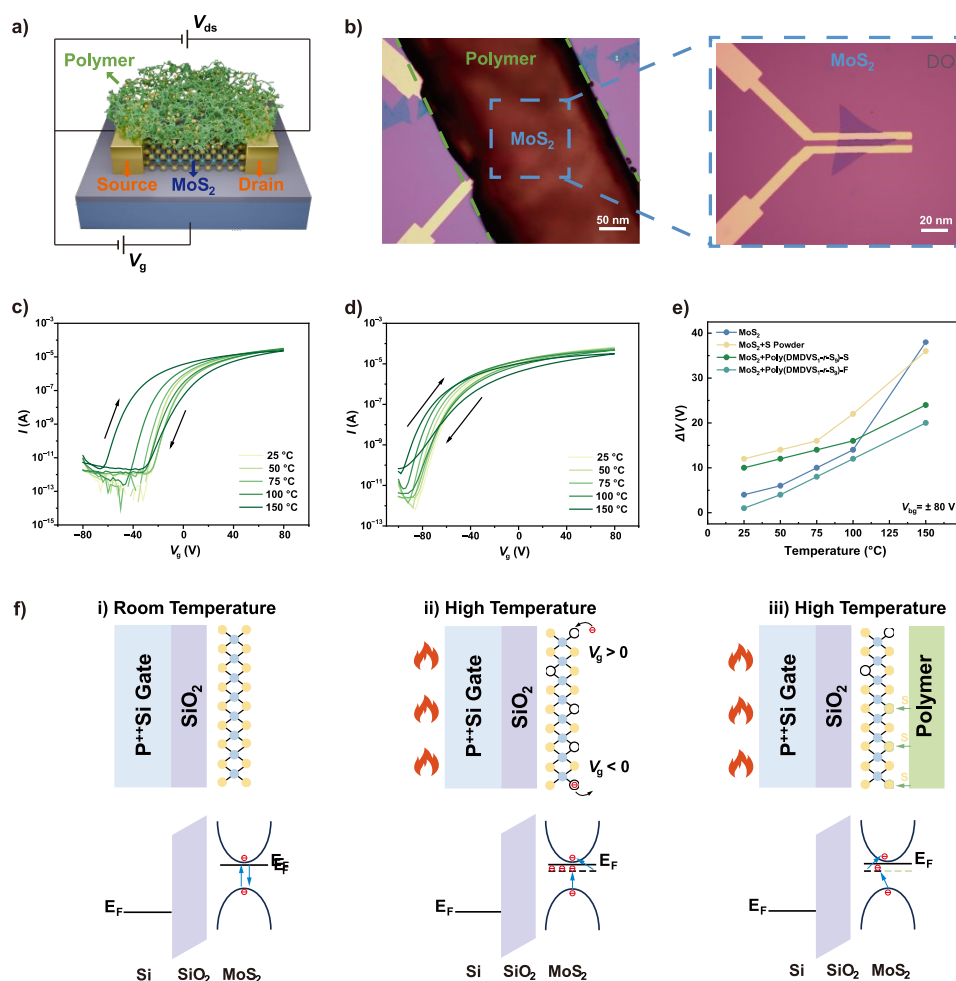 a)
V_ds
Polymer
Source
MoS₂
Drain
V_g
b)
Polymer
MoS₂
50 nm
MoS₂
DO
20 nm
c)
I (A)
10⁻³
10⁻⁵
10⁻⁷
10⁻⁹
10⁻¹¹
10⁻¹³
10⁻¹⁵
25 °C
50 °C
75 °C
100 °C
150 °C
−80 −40 0 40 80
V_g (V)
d)
I (A)
10⁻³
10⁻⁵
10⁻⁷
10⁻⁹
10⁻¹¹
10⁻¹³
25 °C
50 °C
75 °C
100 °C
150 °C
−80 −40 0 40 80
V_g (V)
e)
ΔV (V)
40
30
20
10
0
MoS₂
MoS₂+S Powder
MoS₂+Poly(DMDVS₁-r-S₉)-S
MoS₂+Poly(DMDVS₁-r-S₉)-F
V_bg= ± 80 V
25 50 75 100 125 150
Temperature (°C)
f)
i) Room Temperature
P⁺⁺Si Gate
SiO₂
E_F
E_F
E_F
Si SiO₂ MoS₂
ii) High Temperature
P⁺⁺Si Gate
SiO₂
V_g > 0
V_g < 0
E_F
E_F
Si SiO₂ MoS₂
iii) High Temperature
P⁺⁺Si Gate
SiO₂
S
S
S
Polymer
E_F
E_F
Si SiO₂ MoS₂